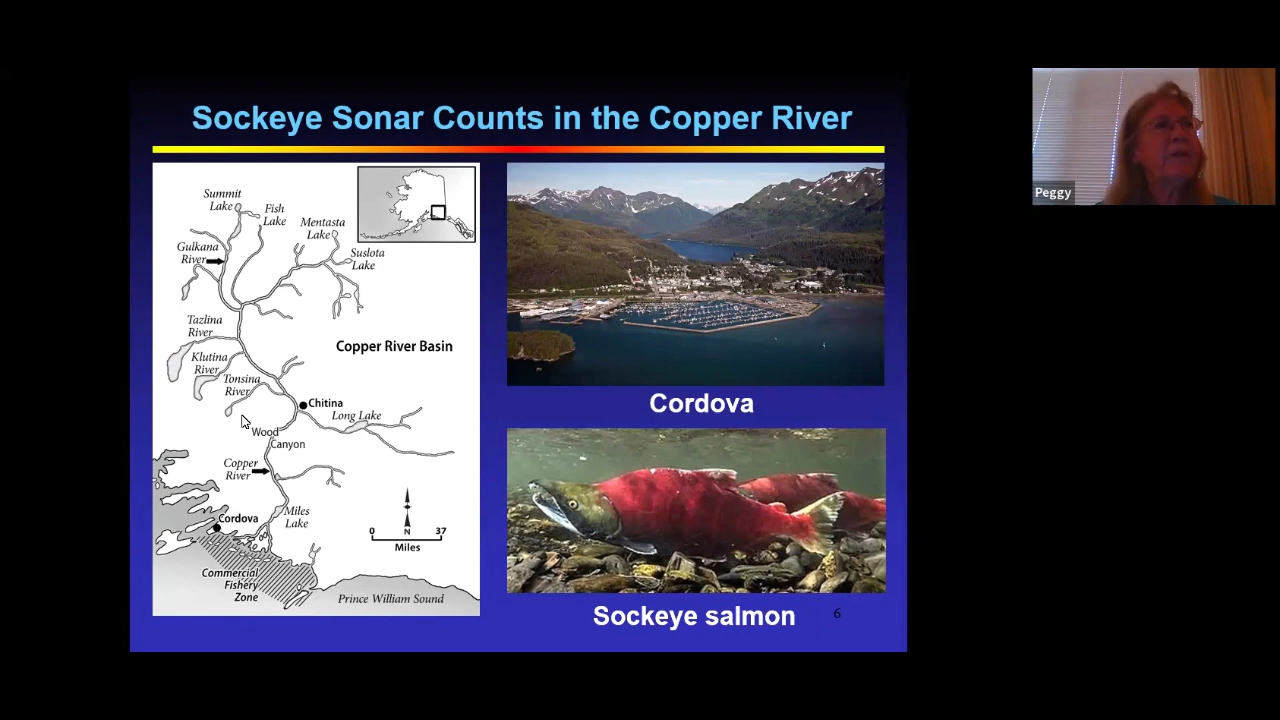 Sockeye Sonar Counts in the Copper River
Summit
Lake
Fish
Lake
Mentasta
Lake
Suslota
Lake
Gulkana
River
Tazlina
River
Klutina
River
Tonsina
River
Copper River Basin
Chitina
Long Lake
Wood
Canyon
Copper
River
Miles
Lake
Cordova
Commercial
Fishery
Zone
Prince William Sound
N
0 37
Miles
Cordova
Sockeye salmon
6
Peggy